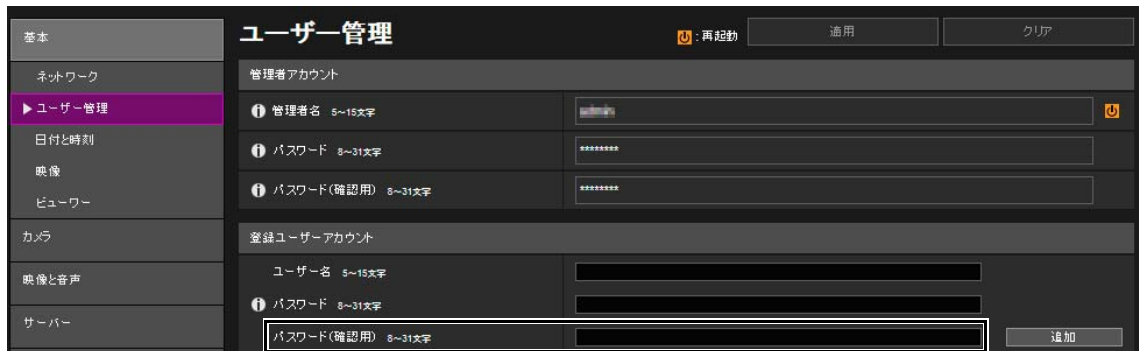 基本
ユーザー管理
:再起動
適用
クリア
ネットワーク
管理者アカウント
▶ユーザー管理
管理者名 5~15文字
日付と時刻
パスワード 8~31文字
********
映像
パスワード(確認用) 8~31文字
********
ビューワー
カメラ
登録ユーザーアカウント
映像と音声
ユーザー名 5~15文字
パスワード 8~31文字
サーバー
パスワード(確認用) 8~31文字
追加